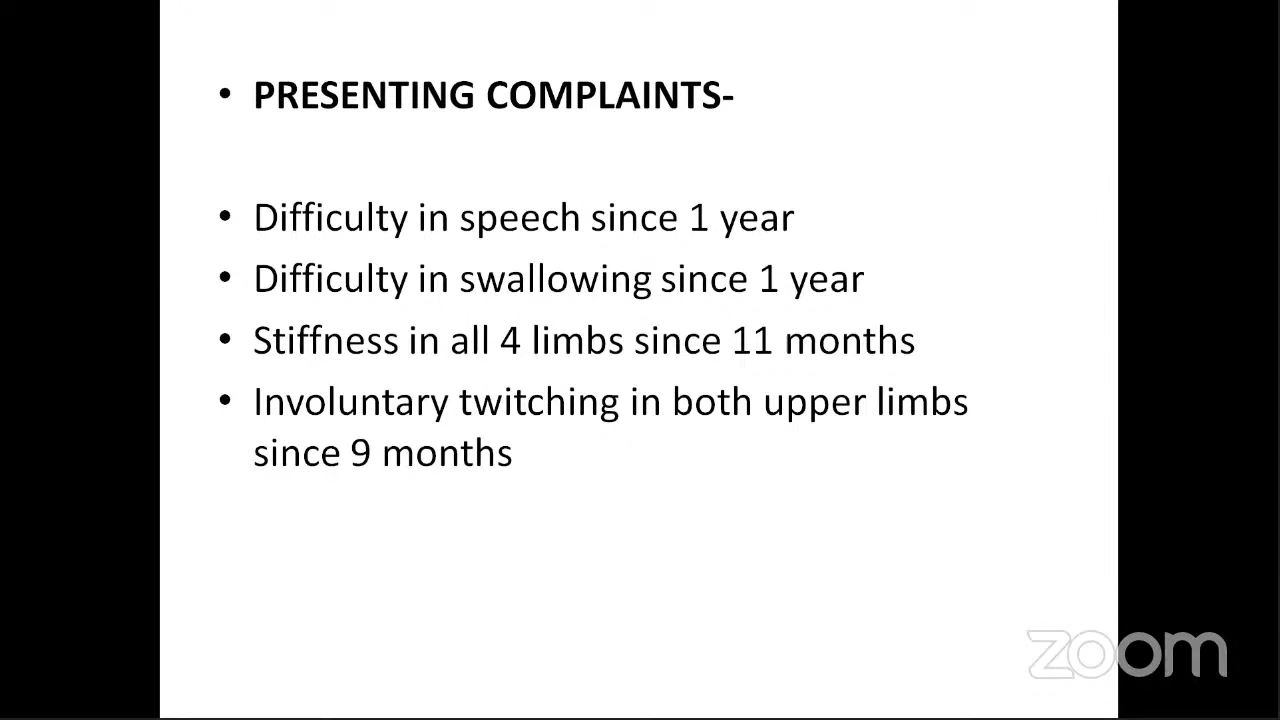 • PRESENTING COMPLAINTS-
• Difficulty in speech since 1 year
• Difficulty in swallowing since 1 year
• Stiffness in all 4 limbs since 11 months
• Involuntary twitching in both upper limbs
since 9 months
zoom